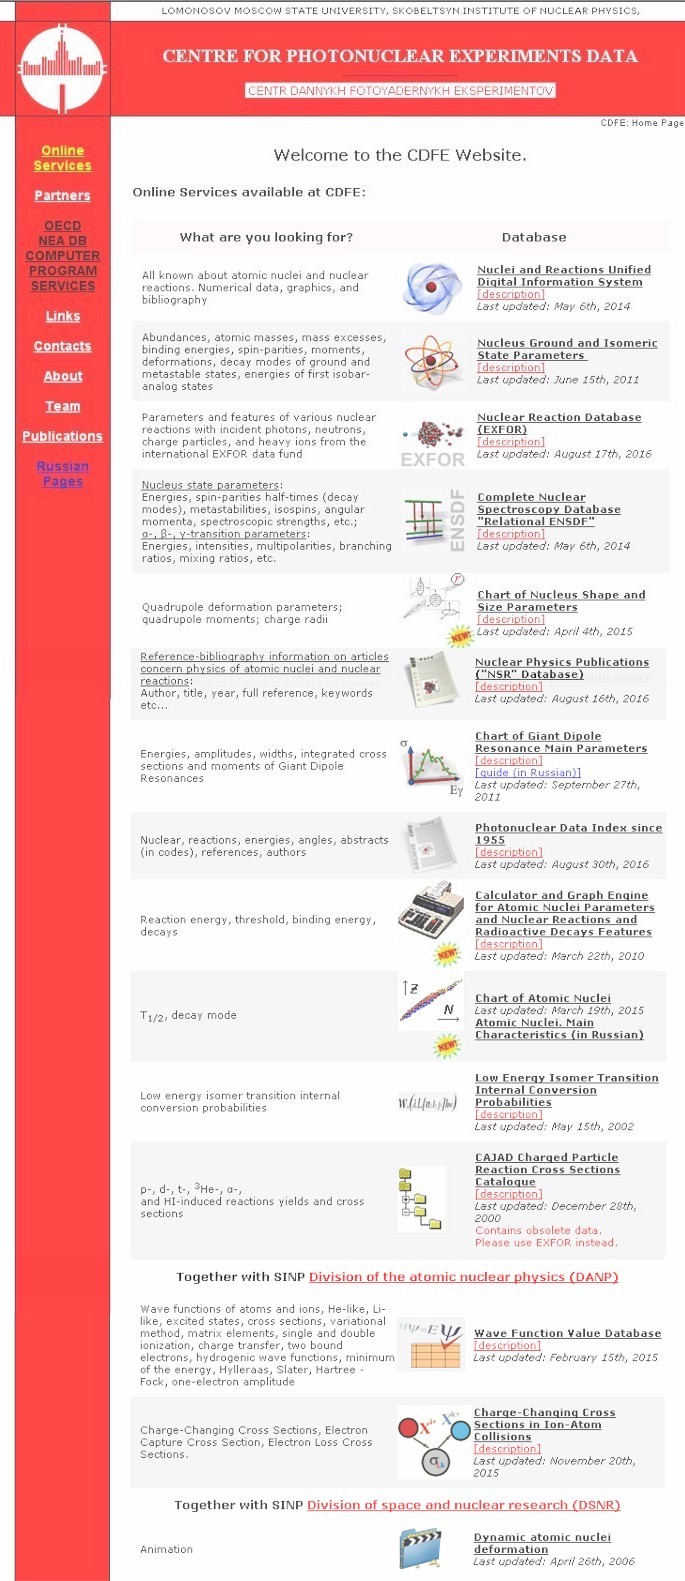 LOMONOSOV MOSCOW STATE UNIVERSITY, SKOBELTSYN INSTITUTE OF NUCLEAR PHYSICS,
CENTRE FOR PHOTONUCLEAR EXPERIMENTS DATA
CENTR DANNYKH FOTOYADERNYKH EKSPERIMENTOV
CDFE: Home Page
Online
Services
Partners
OECD
NEA DB
COMPUTER
PROGRAM
SERVICES
Links
Contacts
About
Team
Publications
Russian
Pages
Welcome to the CDFE Website.
Online Services available at CDFE:
What are you looking for?
Database
All known about atomic nuclei and nuclear
reactions. Numerical data, graphics, and
bibliography
Nuclei and Reactions Unified
Digital Information System
[description]
Last updated: May 6th, 2014
Abundances, atomic masses, mass excesses,
binding energies, spin-parities, moments,
deformations, decay modes of ground and
metastable states, energies of first isobar-
analog states
Nucleus Ground and Isomeric
State Parameters
[description]
Last updated: June 15th, 2011
Parameters and features of various nuclear
reactions with incident photons, neutrons,
charge particles, and heavy ions from the
international EXFOR data fund
EXFOR
Nuclear Reaction Database
(EXFOR)
[description]
Last updated: August 17th, 2016
Nucleus state parameters:
Energies, spin-parities half-times (decay
modes), metastabilities, isospins, angular
momenta, spectroscopic strengths, etc.;
α-, β-, γ-transition parameters:
Energies, intensities, multipolarities, branching
ratios, mixing ratios, etc.
ENSDF
Complete Nuclear
Spectroscopy Database
"Relational ENSDF"
[description]
Last updated: May 6th, 2014
Quadrupole deformation parameters;
quadrupole moments; charge radii
r
NEW!
Chart of Nucleus Shape and
Size Parameters
[description]
Last updated: April 4th, 2015
Reference-bibliography information on articles
concern physics of atomic nuclei and nuclear
reactions:
Author, title, year, full reference, keywords
etc...
Nuclear Physics Publications
("NSR" Database)
[description]
Last updated: August 16th, 2016
Energies, amplitudes, widths, integrated cross
sections and moments of Giant Dipole
Resonances
σ
Eγ
Chart of Giant Dipole
Resonance Main Parameters
[description]
[guide (in Russian)]
Last updated: September 27th,
2011
Nuclear, reactions, energies, angles, abstracts
(in codes), references, authors
Photonuclear Data Index since
1955
[description]
Last updated: August 30th, 2016
Reaction energy, threshold, binding energy,
decays
NEW!
Calculator and Graph Engine
for Atomic Nuclei Parameters
and Nuclear Reactions and
Radioactive Decays Features
[description]
Last updated: March 22th, 2010
T1/2, decay mode
Z
N
NEW!
Chart of Atomic Nuclei
Last updated: March 19th, 2015
Atomic Nuclei. Main
Characteristics (in Russian)
Low energy isomer transition internal
conversion probabilities
Low Energy Isomer Transition
Internal Conversion
Probabilities
[description]
Last updated: May 15th, 2002
p-, d-, t-, ³He-, α-,
and HI-induced reactions yields and cross
sections
CAJAD Charged Particle
Reaction Cross Sections
Catalogue
[description]
Last updated: December 28th,
2000
Contains obsolete data.
Please use EXFOR instead.
Together with SINP Division of the atomic nuclear physics (DANP)
Wave functions of atoms and ions, He-like, Li-
like, excited states, cross sections, variational
method, matrix elements, single and double
ionization, charge transfer, two bound
electrons, hydrogenic wave functions, minimum
of the energy, Hylleraas, Slater, Hartree -
Fock, one-electron amplitude
Wave Function Value Database
[description]
Last updated: February 15th, 2015
Charge-Changing Cross Sections, Electron
Capture Cross Section, Electron Loss Cross
Sections.
Charge-Changing Cross
Sections in Ion-Atom
Collisions
[description]
Last updated: November 20th,
2015
Together with SINP Division of space and nuclear research (DSNR)
Animation
Dynamic atomic nuclei
deformation
Last updated: April 26th, 2006